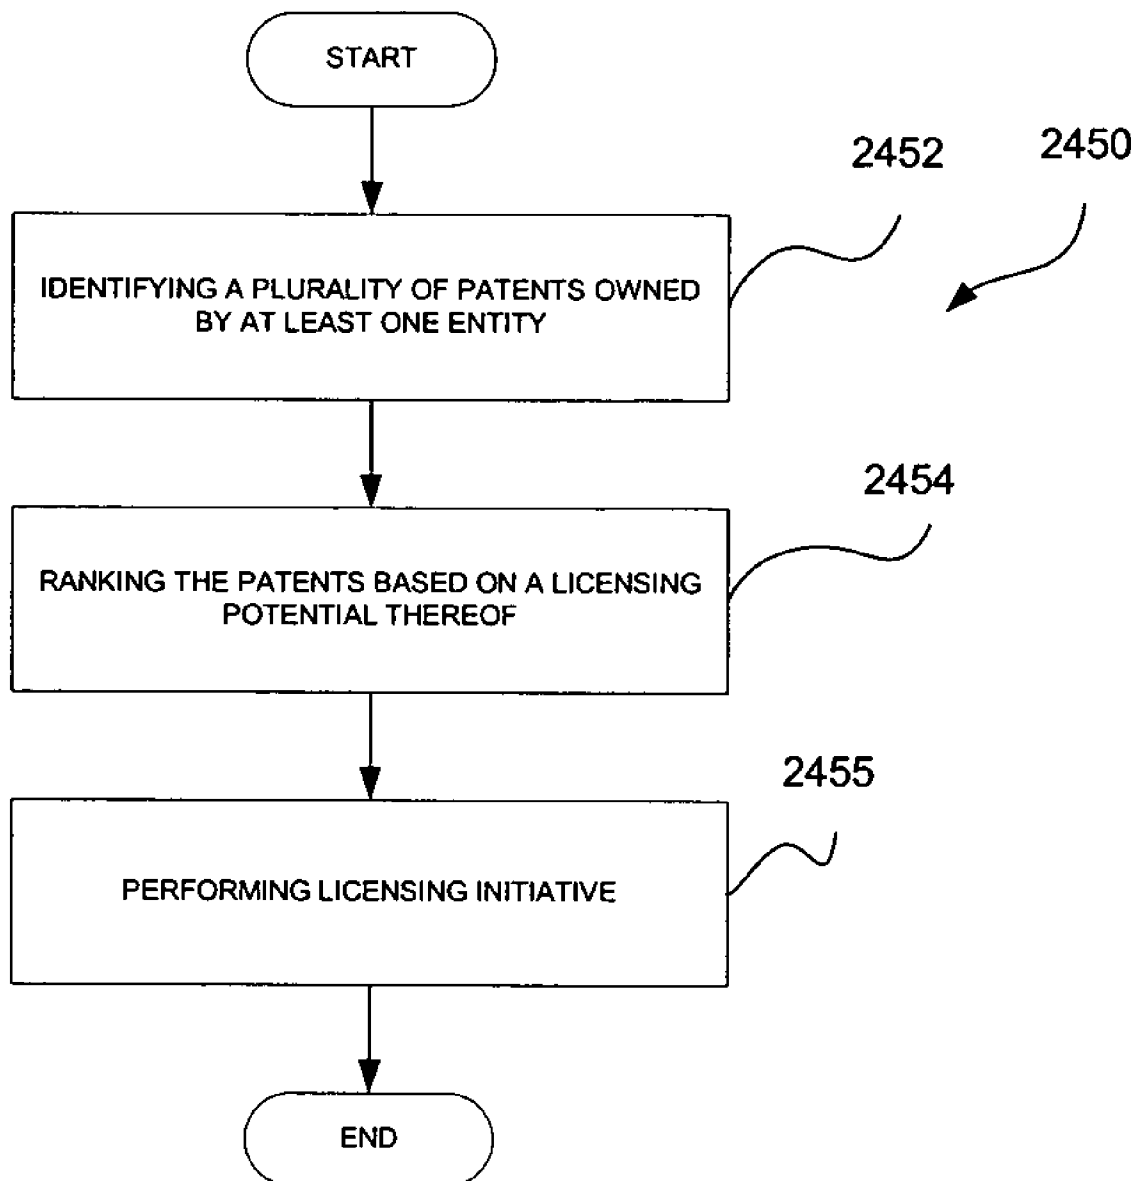 START
2452
2450
IDENTIFYING A PLURALITY OF PATENTS OWNED
BY AT LEAST ONE ENTITY
2454
RANKING THE PATENTS BASED ON A LICENSING
POTENTIAL THEREOF
2455
PERFORMING LICENSING INITIATIVE
END